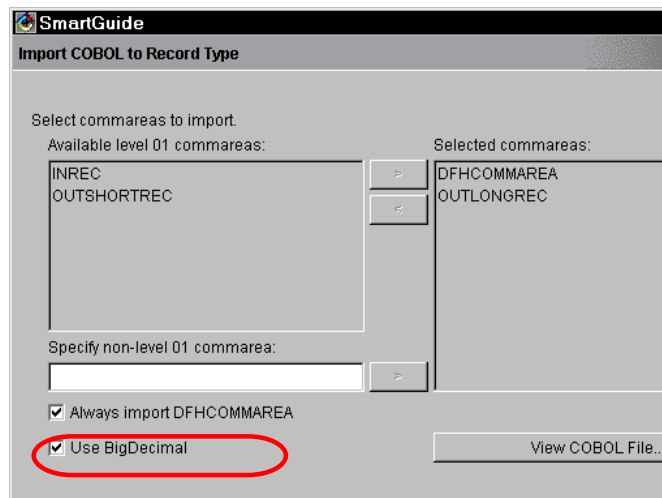 SmartGuide
Import COBOL to Record Type
Select commareas to import.
Available level 01 commareas:
Selected commareas:
INREC
OUTSHORTREC
>
<
DFHCOMMAREA
OUTLONGREC
Specify non-level 01 commarea:
>
Always import DFHCOMMAREA
Use BigDecimal
View COBOL File..